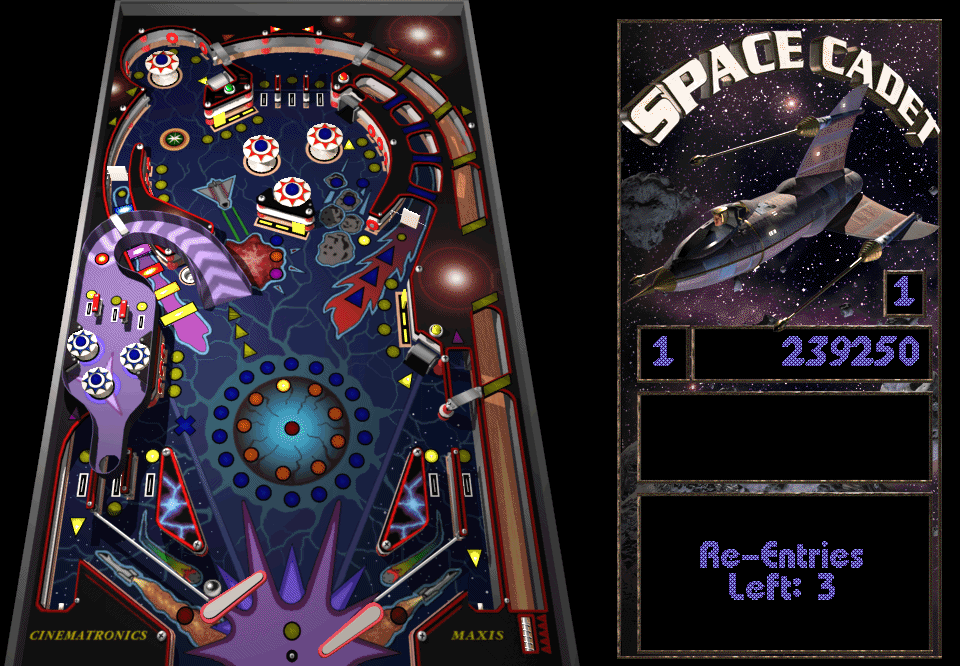 SPACE CADET
1
1 239250
Re-Entries
Left: 3
CINEMATRONICS MAXIS